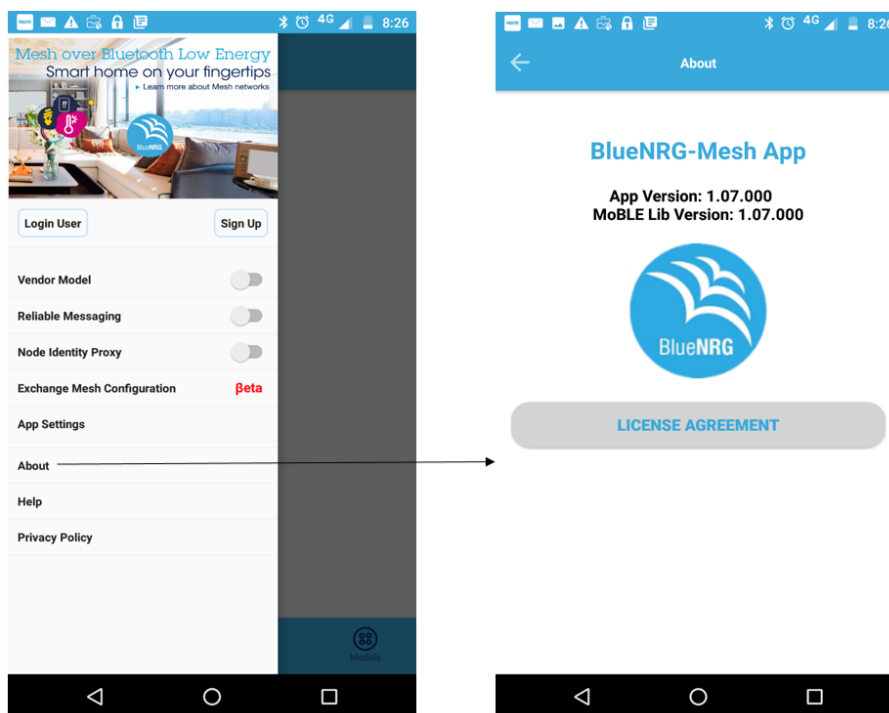 4G 8:26
Mesh over Bluetooth Low Energy
Smart home on your fingertips
▸ Learn more about Mesh networks
BlueNRG
Login User
Sign Up
Vendor Model
Reliable Messaging
Node Identity Proxy
Exchange Mesh Configuration
βeta
App Settings
About
Help
Privacy Policy
Models
4G 8:26
About
BlueNRG-Mesh App
App Version: 1.07.000
MoBLE Lib Version: 1.07.000
BlueNRG
LICENSE AGREEMENT